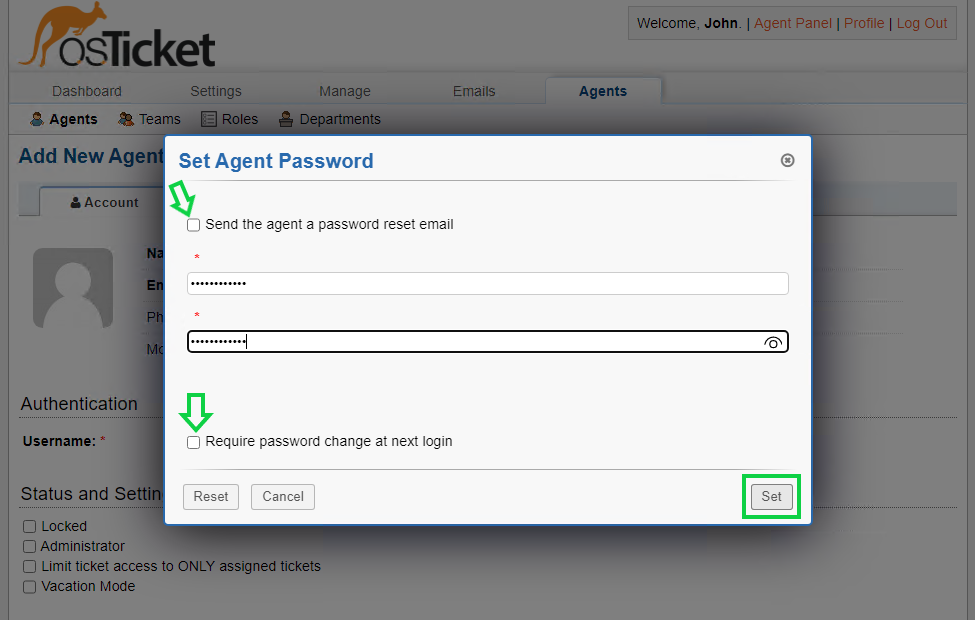 osTicket
Welcome, John. | Agent Panel | Profile | Log Out
Dashboard Settings Manage Emails Agents
Agents Teams Roles Departments
Add New Agent
Account
Set Agent Password
Send the agent a password reset email
*
••••••••••••
*
••••••••••••
Require password change at next login
Reset Cancel Set
Na
En
Ph
Mo
Authentication
Username: *
Status and Settin
Locked
Administrator
Limit ticket access to ONLY assigned tickets
Vacation Mode